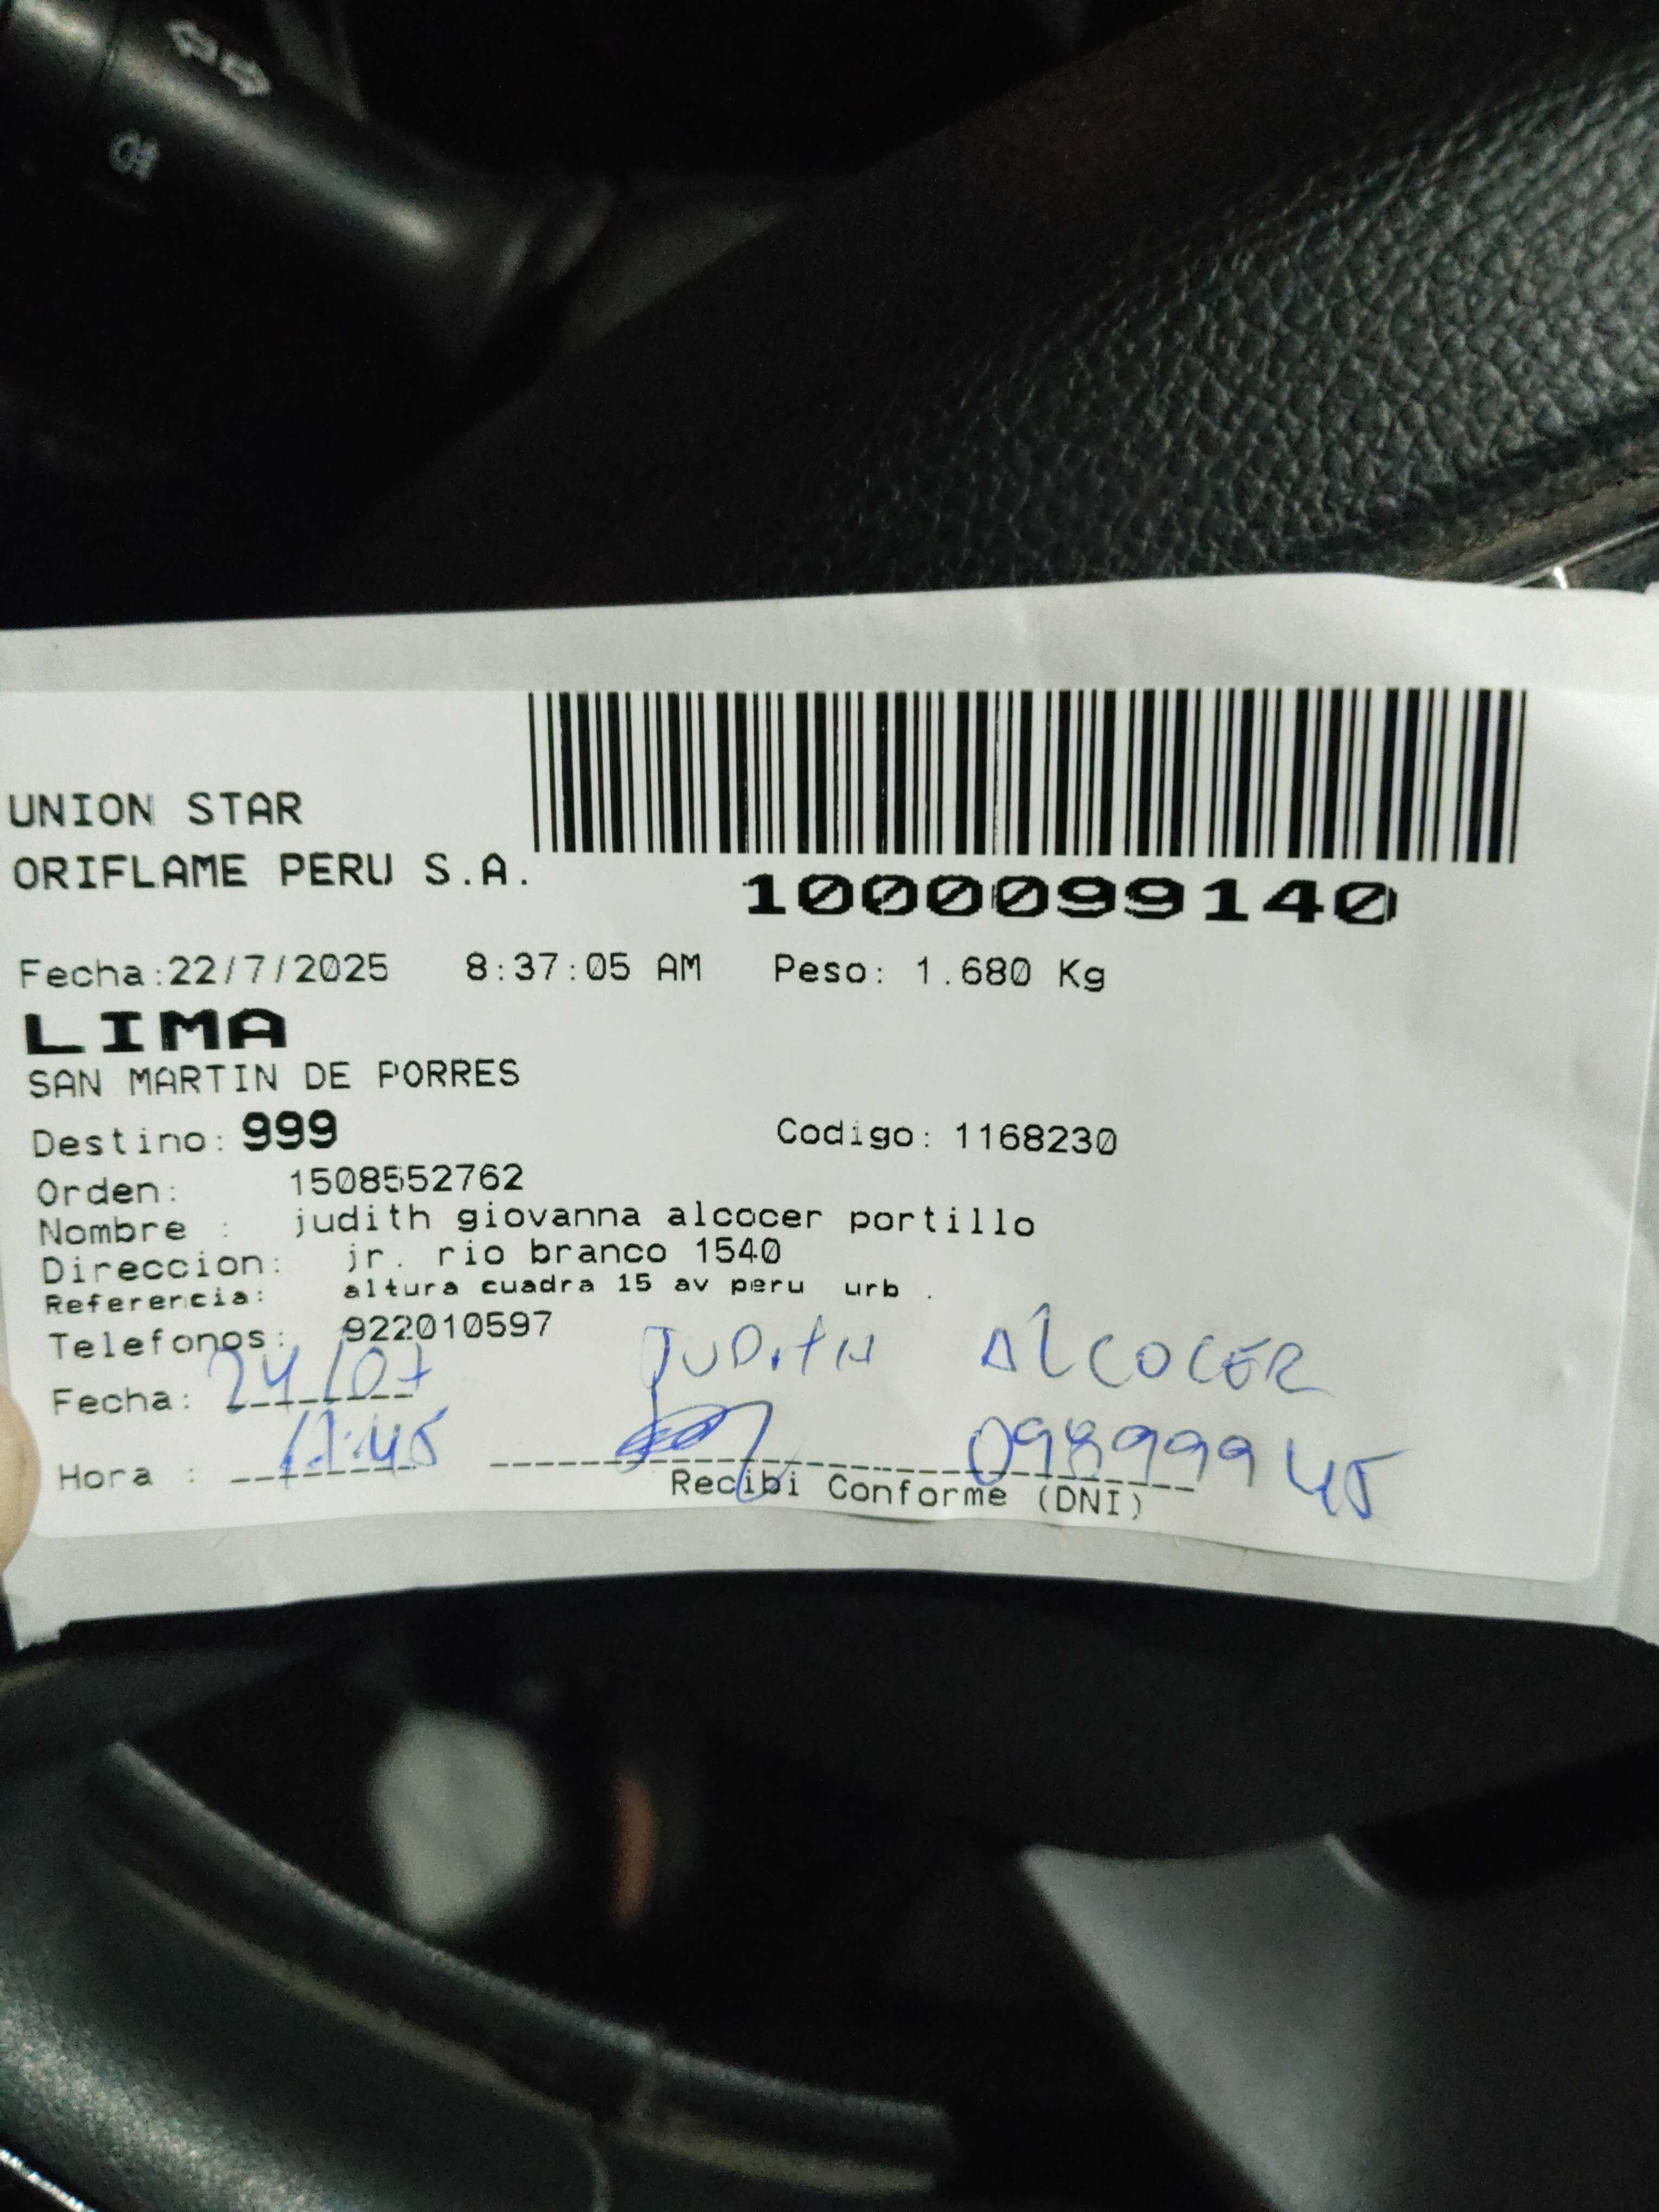 UNION STAR
ORIFLAME PERU S.A.
1000099140
Fecha:22/7/2025 8:37:05 AM Peso: 1.680 Kg
LIMA
SAN MARTIN DE PORRES
Destino: 999 Codigo: 1168230
Orden: 1508552762
Nombre : judith giovanna alcocer portillo
Direccion: jr. rio branco 1540
Referencia: altura cuadra 15 av peru urb .
Telefonos: 922010597
JUDITH ALCOCER
Fecha: 24/07
Hora : 09899945
Recibi Conforme (DNI)